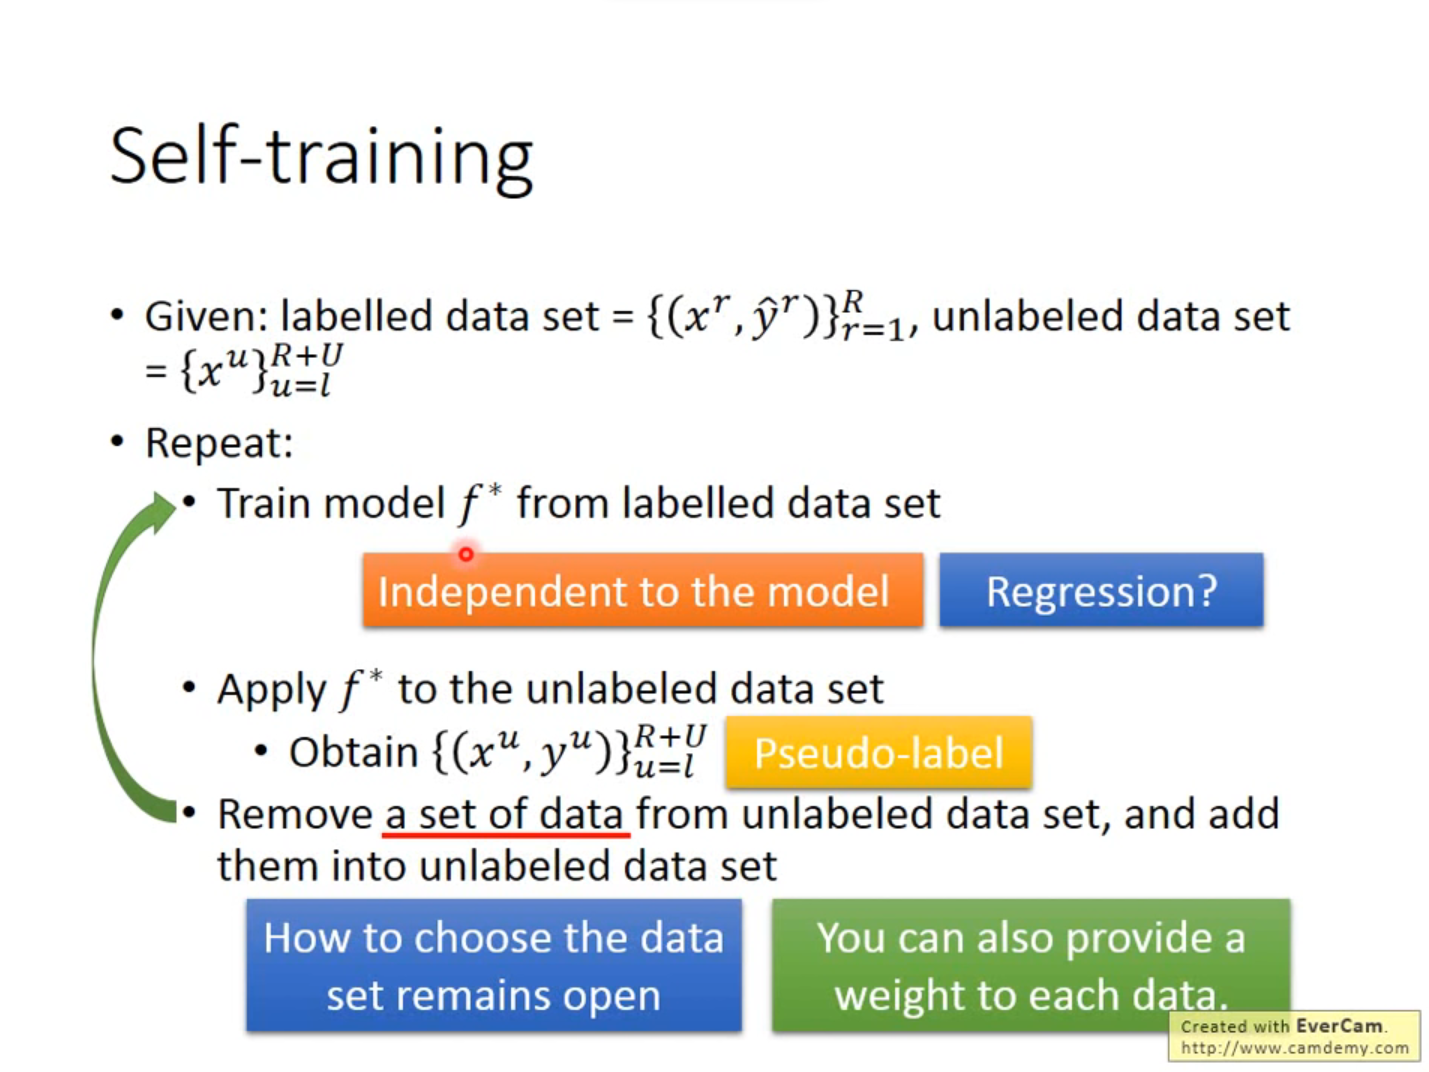 Self-training
• Given: labelled data set = {(x^r, ŷ^r)}_{r=1}^{R}, unlabeled data set
= {x^u}_{u=l}^{R+U}
• Repeat:
• Train model f* from labelled data set
Independent to the model
Regression?
• Apply f* to the unlabeled data set
• Obtain {(x^u, y^u)}_{u=l}^{R+U}
Pseudo-label
• Remove a set of data from unlabeled data set, and add
them into unlabeled data set
How to choose the data
set remains open
You can also provide a
weight to each data.
Created with EverCam.
http://www.camdemy.com